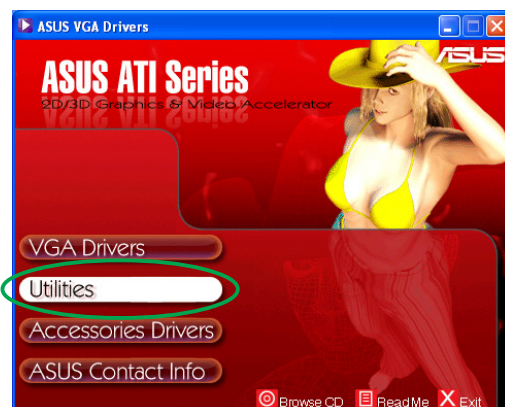 ASUS VGA Drivers
ASUS
ASUS ATI Series
2D/3D Graphics & Video Accelerator
VGA Drivers
Utilities
Accessories Drivers
ASUS Contact Info
Browse CD ReadMe Exit